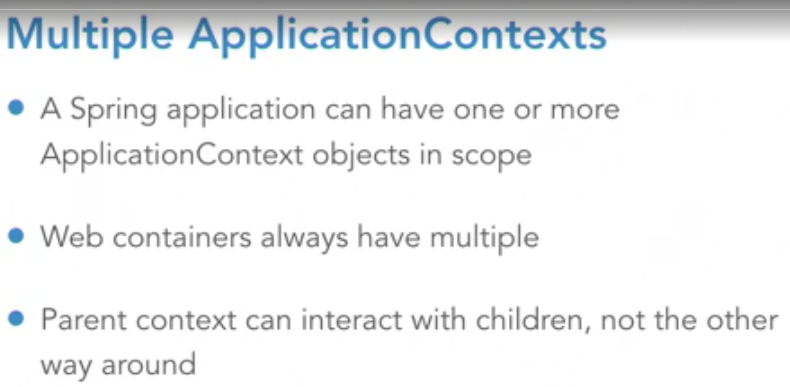 Multiple ApplicationContexts
● A Spring application can have one or more
ApplicationContext objects in scope
● Web containers always have multiple
● Parent context can interact with children, not the other
way around